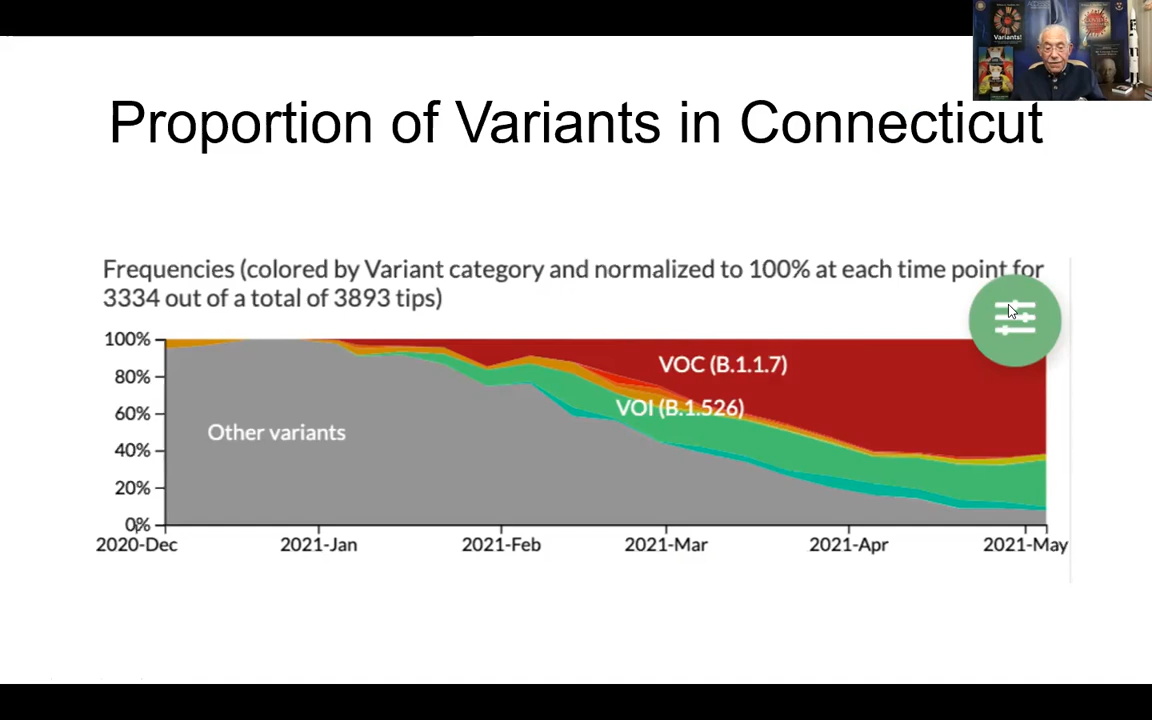 Variants!
Proportion of Variants in Connecticut
Frequencies (colored by Variant category and normalized to 100% at each time point for
3334 out of a total of 3893 tips)
100%
80%
60%
40%
20%
0%
VOC (B.1.1.7)
VOI (B.1.526)
Other variants
2020-Dec
2021-Jan
2021-Feb
2021-Mar
2021-Apr
2021-May